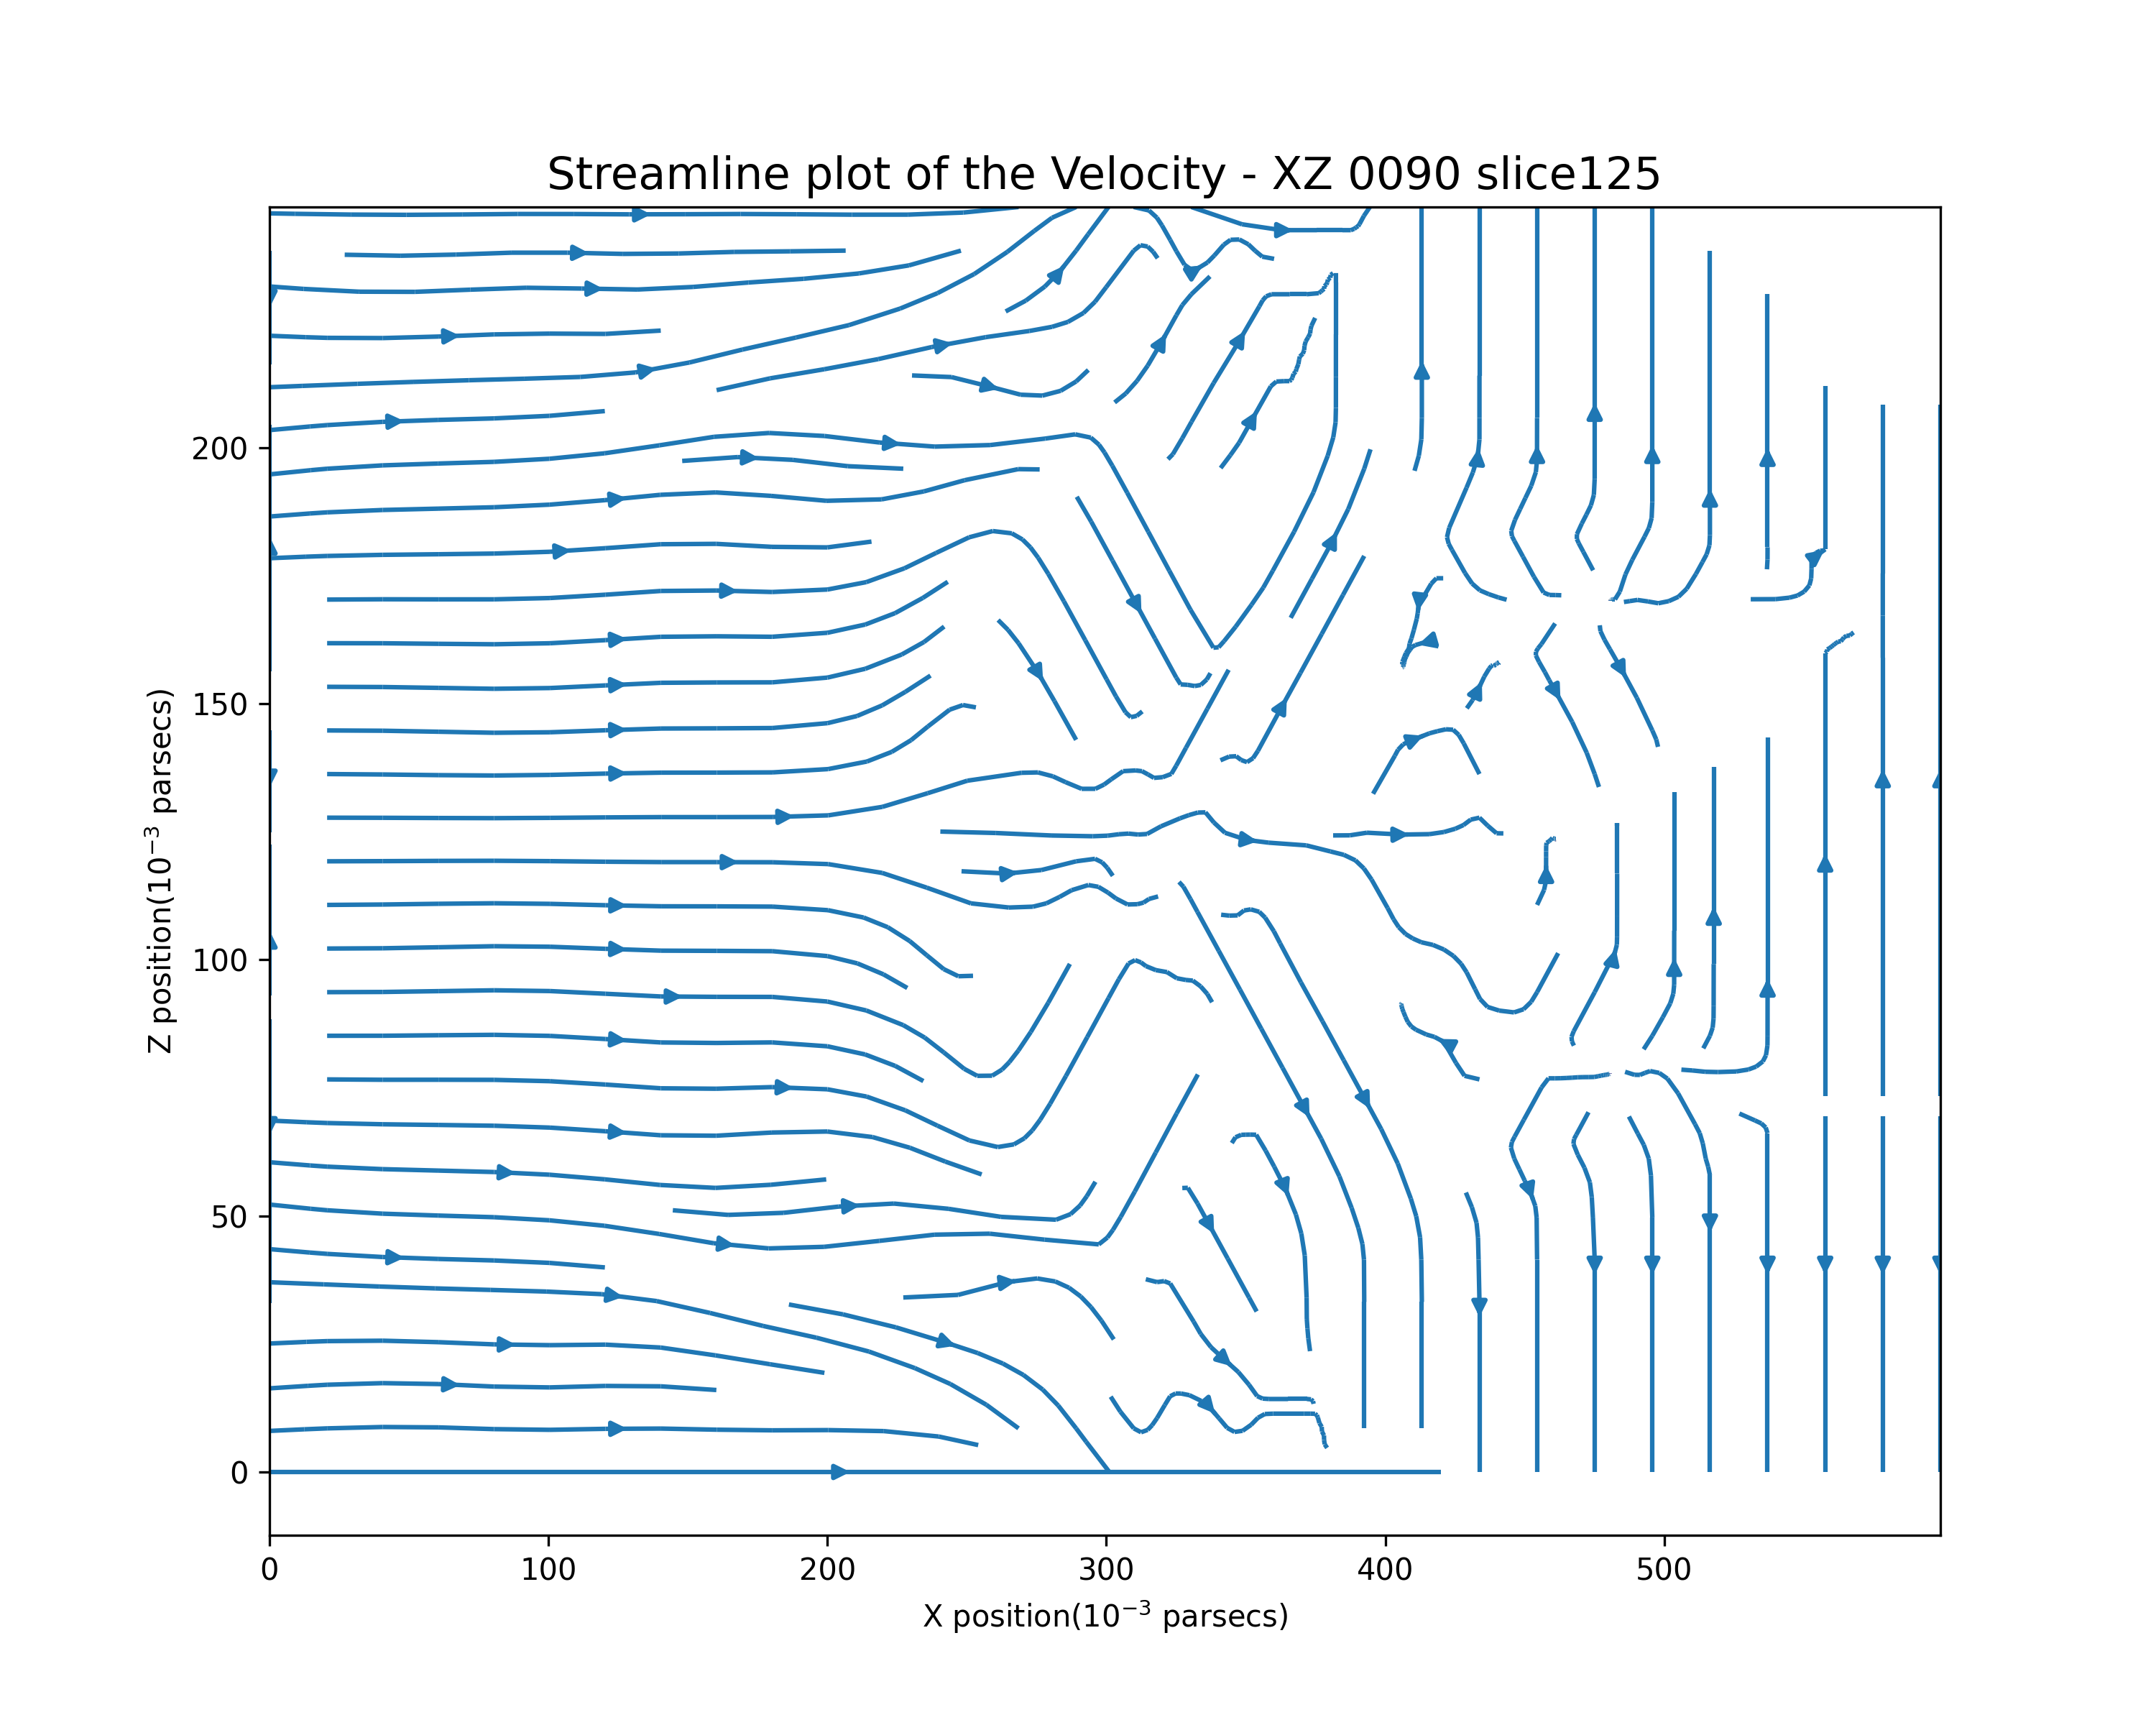 Streamline plot of the Velocity - XZ 0090 slice125
200
150
100
50
0
Z position(10⁻³ parsecs)
0 100 200 300 400 500
X position(10⁻³ parsecs)